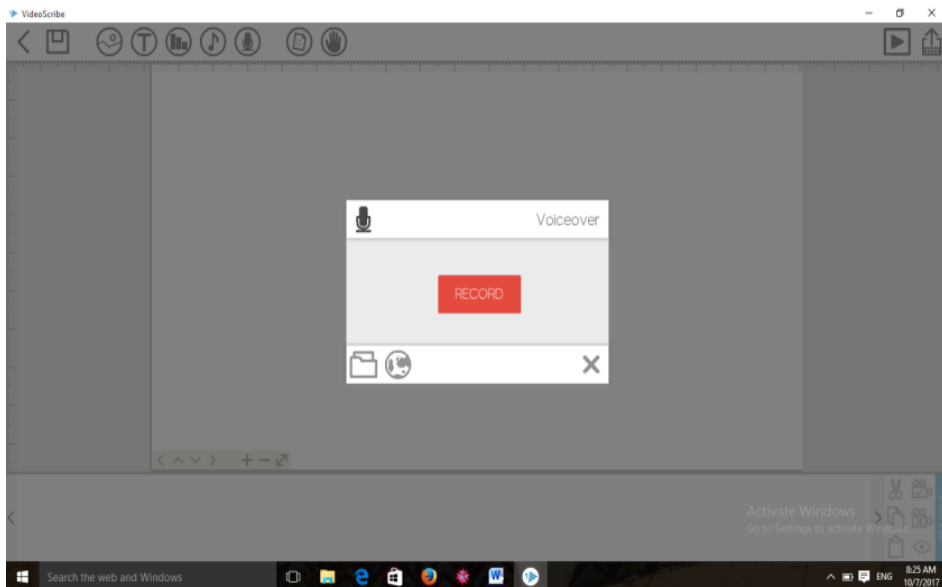 VideoScribe
T
Voiceover
RECORD
Activate Windows
Go to Settings to activate Windows.
Search the web and Windows
e
W
ENG
8:25 AM
10/7/2017